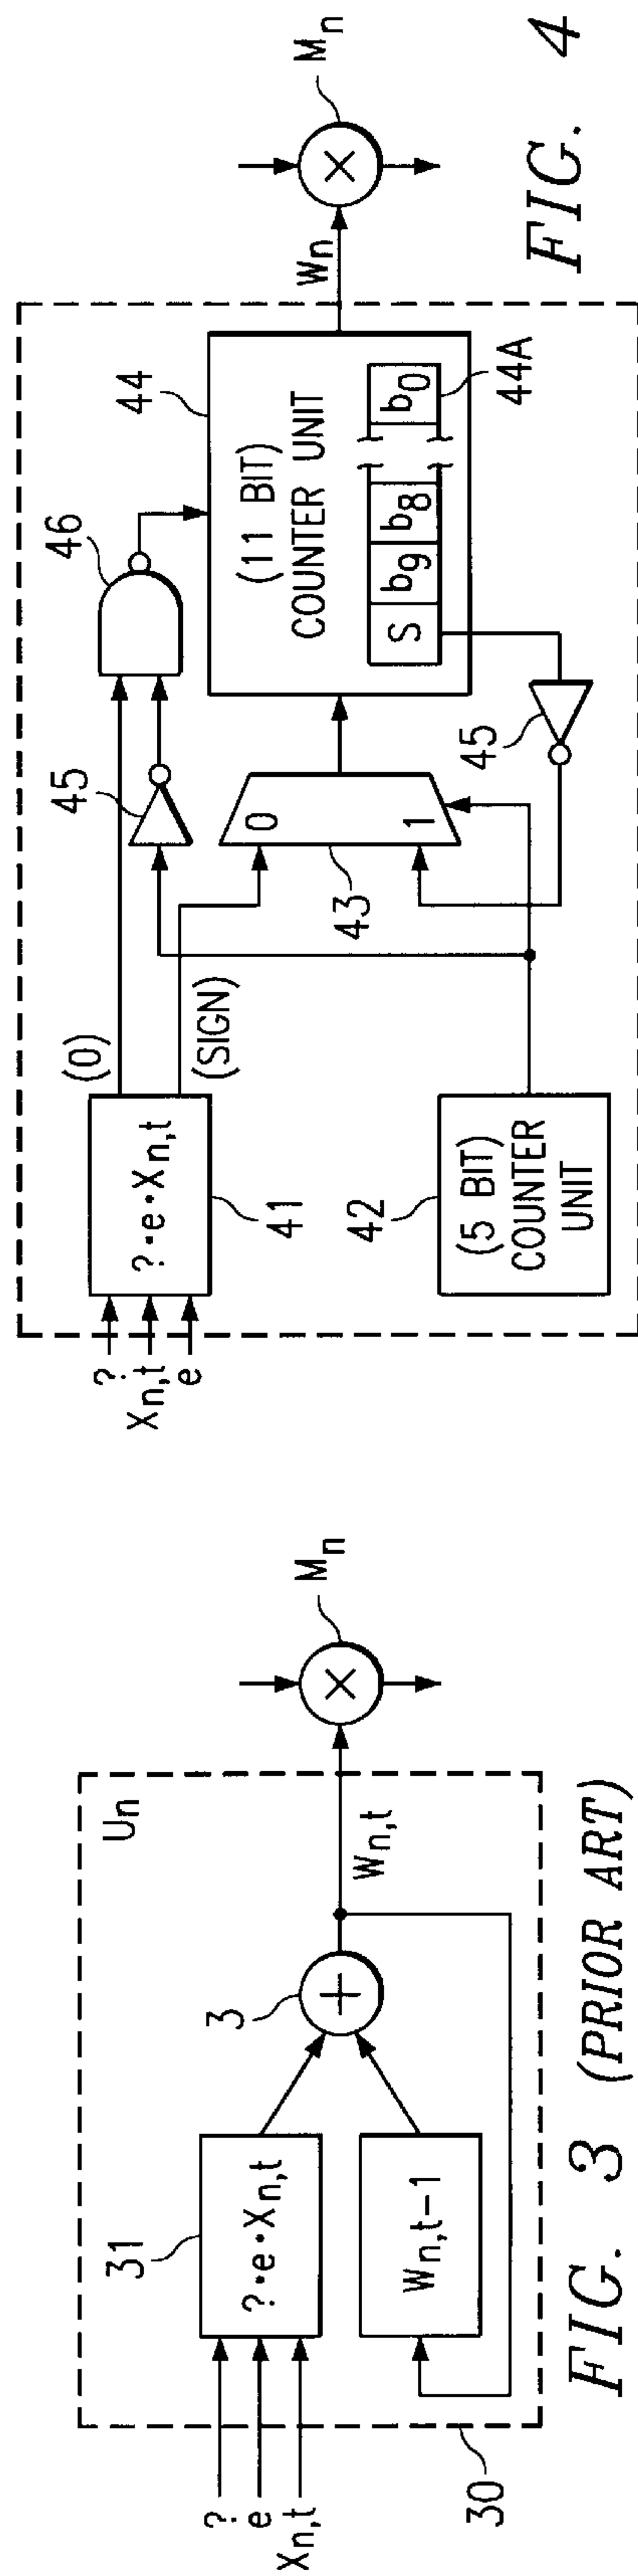 ?
e
Xn,t
30
31
? • e • Xn,t
Wn,t-1
Un
3
+
Wn,t
Mn
×
FIG. 3 (PRIOR ART)
?
Xn,t
e
? • e • Xn,t
41
(0)
(SIGN)
42
(5 BIT)
COUNTER
UNIT
45
43
0
1
46
44
(11 BIT)
COUNTER UNIT
S b9 b8 b0
44A
45
Wn
Mn
×
FIG. 4